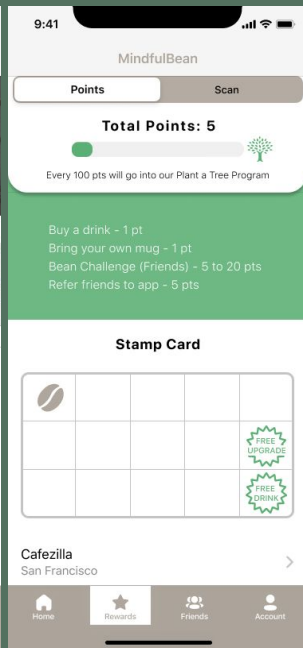 9:41
MindfulBean
Points
Scan
Total Points: 5
Every 100 pts will go into our Plant a Tree Program
Buy a drink - 1 pt
Bring your own mug - 1 pt
Bean Challenge (Friends) - 5 to 20 pts
Refer friends to app - 5 pts
Stamp Card
FREE
UPGRADE
FREE
DRINK
Cafezilla
San Francisco
Home
Rewards
Friends
Account